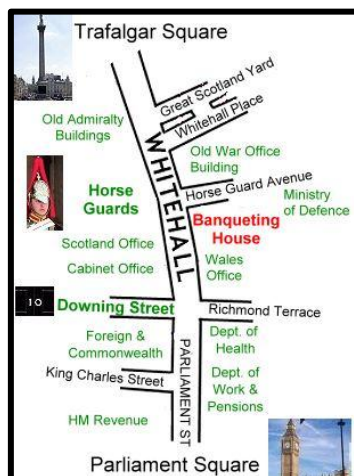 Trafalgar Square
Great Scotland Yard
Whitehall Place
Old Admiralty
Buildings
WHITEHALL
Old War Office
Building
Horse Guard Avenue
Ministry
of Defence
Horse
Guards
Banqueting
House
Scotland Office
Cabinet Office
Wales
Office
10
Downing Street
Richmond Terrace
Foreign &
Commonwealth
PARLIAMENT ST
Dept. of
Health
King Charles Street
Dept. of
Work &
Pensions
HM Revenue
Parliament Square